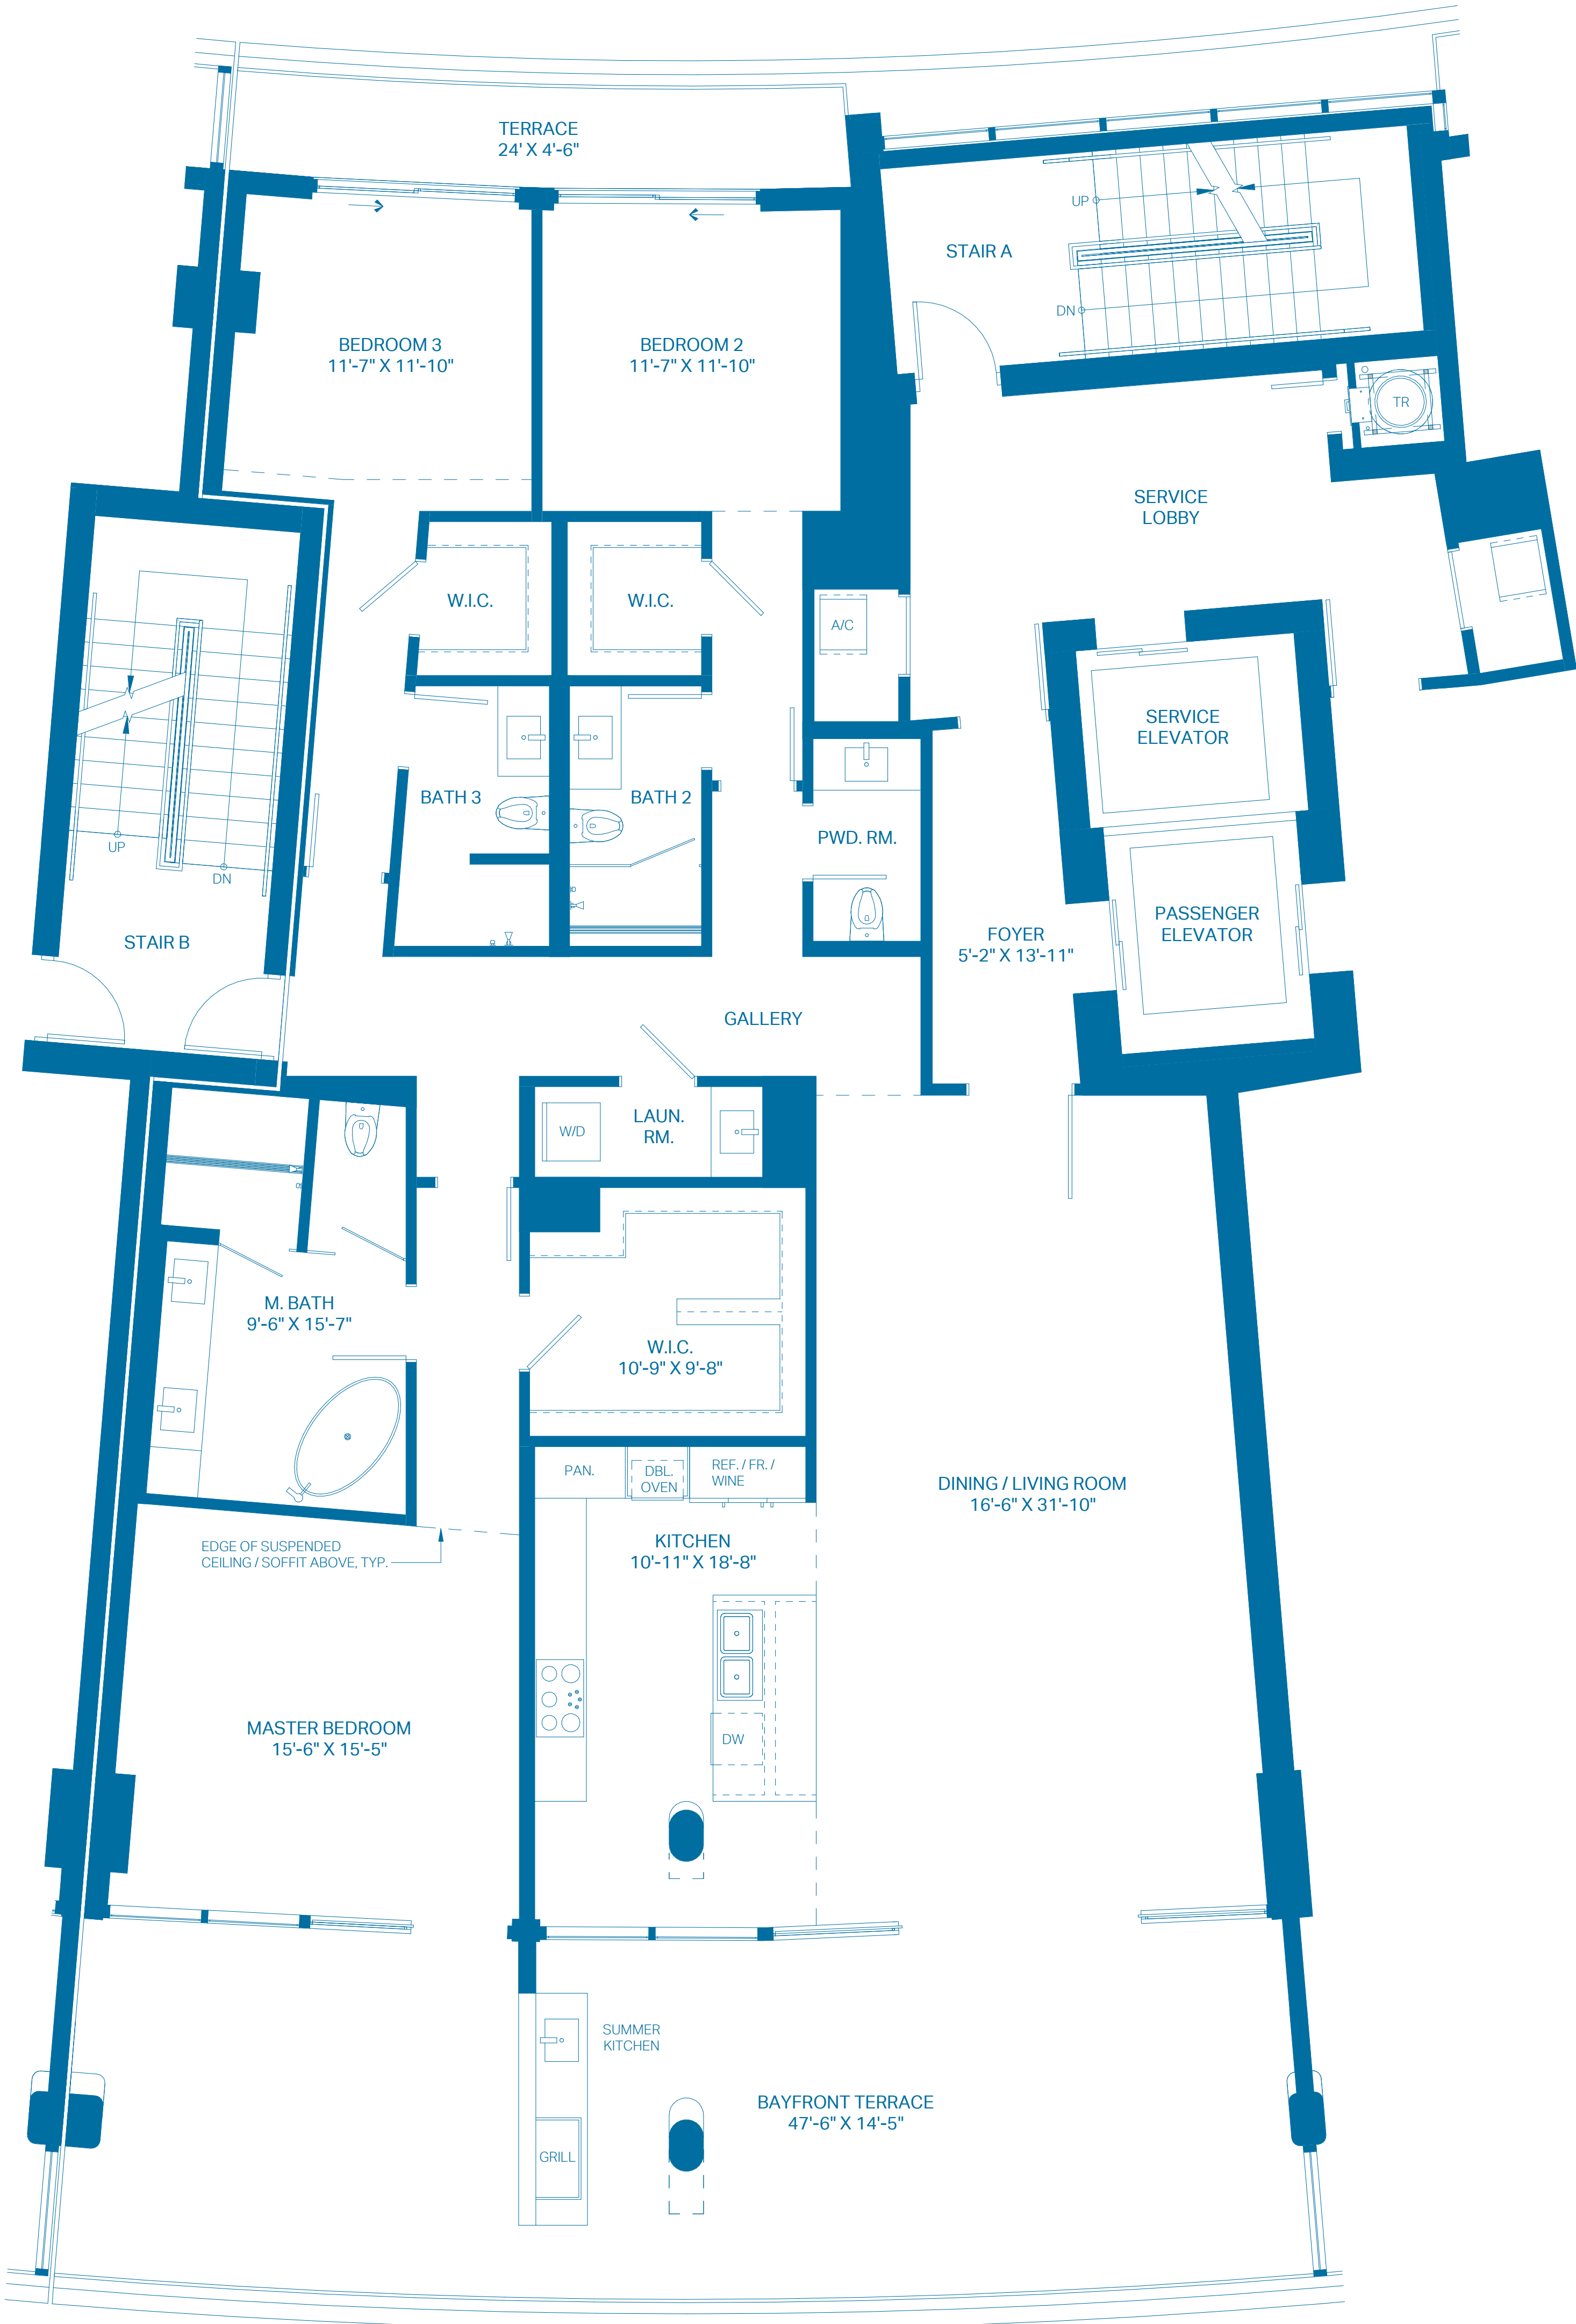 TERRACE
24' X 4'-6"
UP
STAIR A
DN
BEDROOM 3
11'-7" X 11'-10"
BEDROOM 2
11'-7" X 11'-10"
TR
SERVICE
LOBBY
W.I.C.
W.I.C.
A/C
SERVICE
ELEVATOR
BATH 3
BATH 2
PWD. RM.
UP
DN
STAIR B
FOYER
5'-2" X 13'-11"
PASSENGER
ELEVATOR
GALLERY
W/D
LAUN.
RM.
M. BATH
9'-6" X 15'-7"
W.I.C.
10'-9" X 9'-8"
PAN.
DBL.
OVEN
REF. / FR. /
WINE
DINING / LIVING ROOM
16'-6" X 31'-10"
EDGE OF SUSPENDED
CEILING / SOFFIT ABOVE, TYP.
KITCHEN
10'-11" X 18'-8"
MASTER BEDROOM
15'-6" X 15'-5"
DW
SUMMER
KITCHEN
BAYFRONT TERRACE
47'-6" X 14'-5"
GRILL